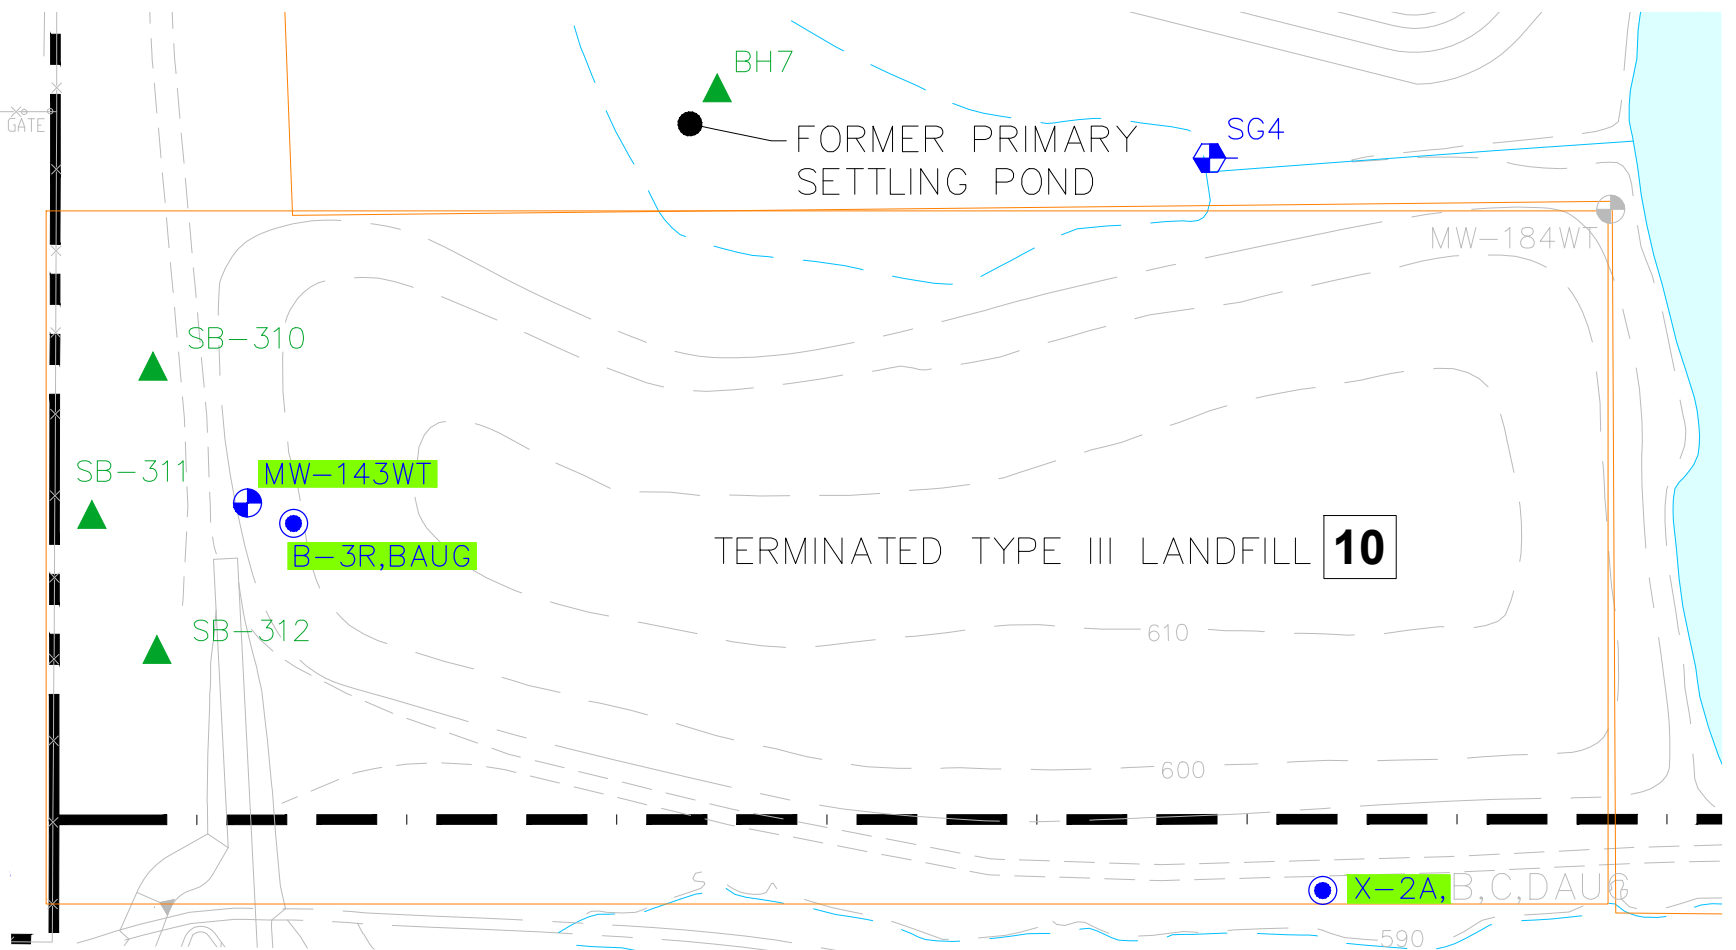 BH7
GATE
SG4
FORMER PRIMARY
SETTLING POND
MW-184WT
SB-310
SB-311
MW-143WT
B-3R,BAUG
TERMINATED TYPE III LANDFILL 10
SB-312
610
600
X-2A,B,C,DAUG
590